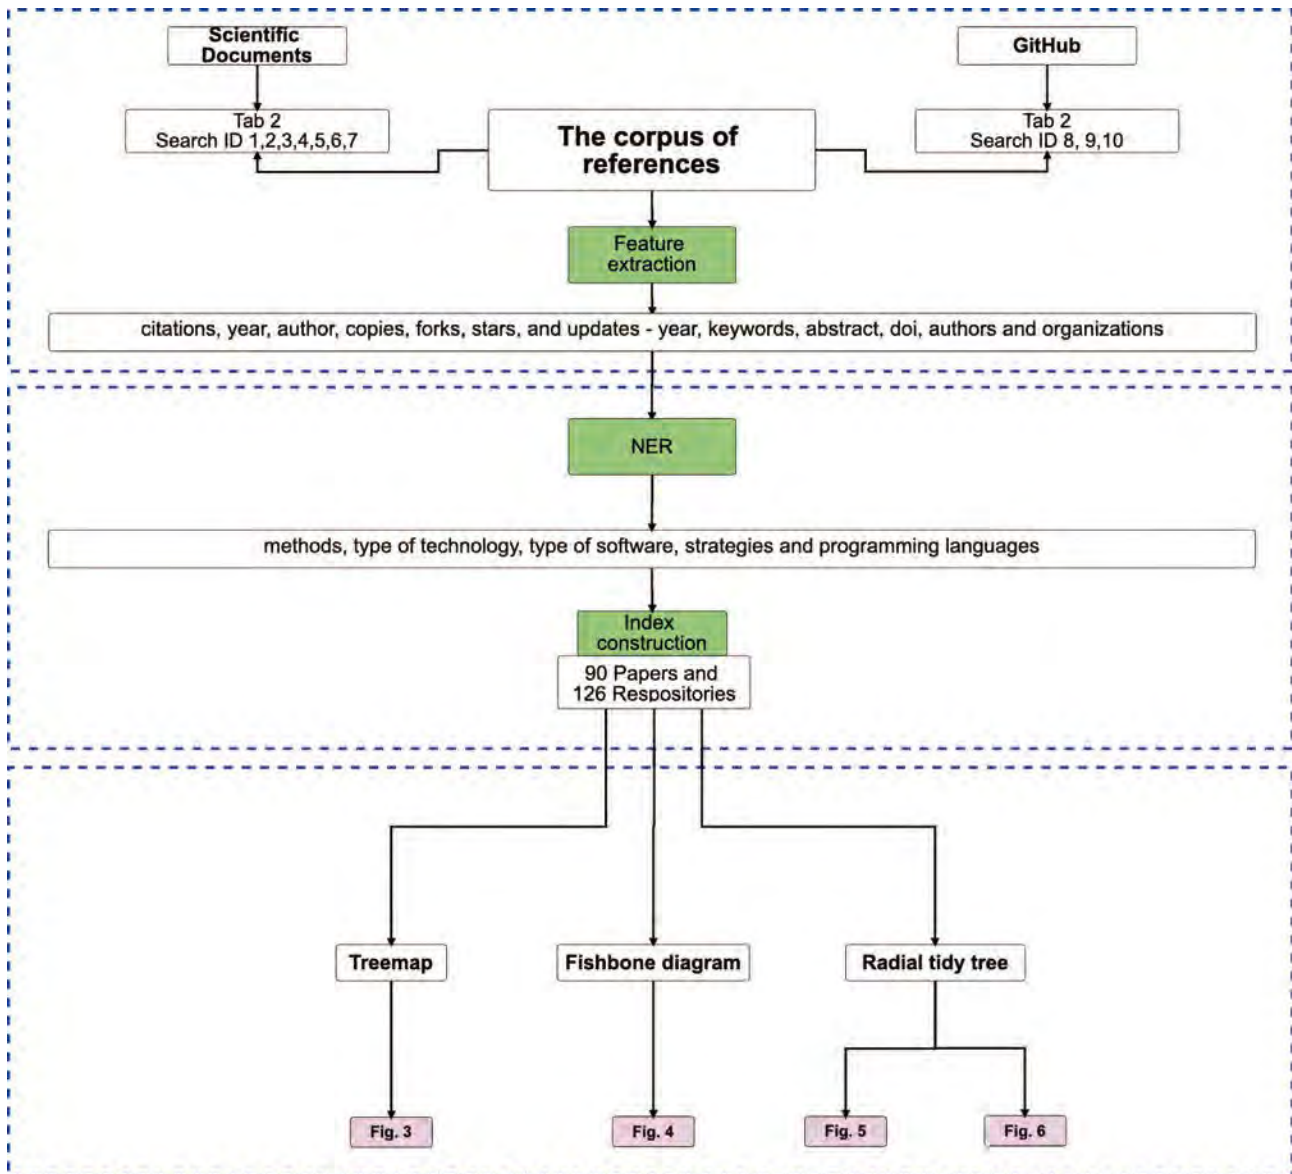 Scientific
Documents
GitHub
Tab 2
Search ID 1,2,3,4,5,6,7
The corpus of
references
Tab 2
Search ID 8, 9,10
Feature
extraction
citations, year, author, copies, forks, stars, and updates - year, keywords, abstract, doi, authors and organizations
NER
methods, type of technology, type of software, strategies and programming languages
Index
construction
90 Papers and
126 Respositories
Treemap
Fishbone diagram
Radial tidy tree
Fig. 3
Fig. 4
Fig. 5
Fig. 6